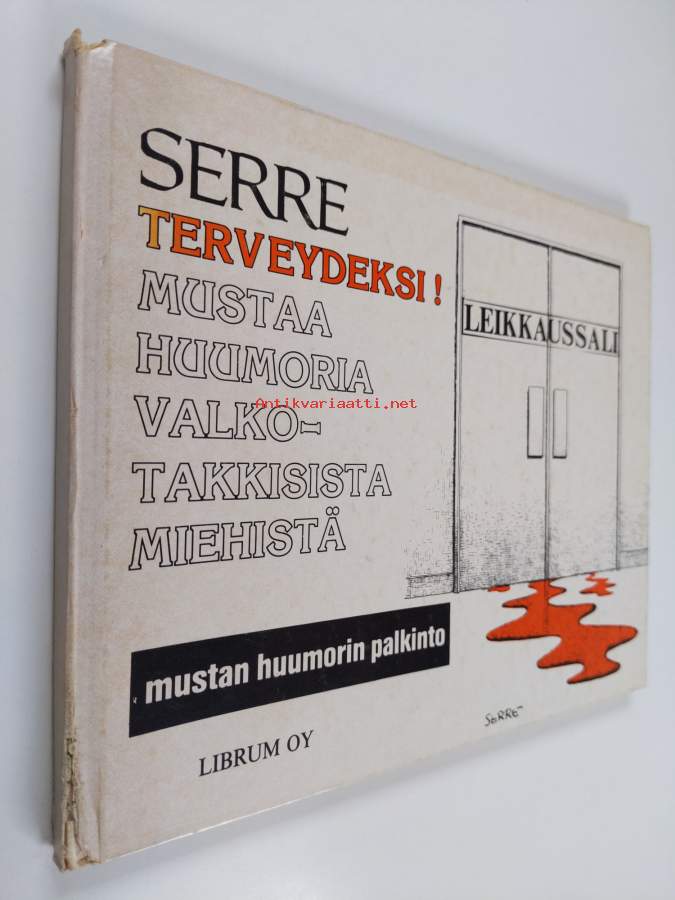 SERRE
TERVEYDEKSI!
MUSTAA
HUUMORIA
VALKO-
TAKKISISTA
MIEHISTÄ
LEIKKAUSSALI
Antikvariaatti.net
mustan huumorin palkinto
SERRE
LIBRUM OY